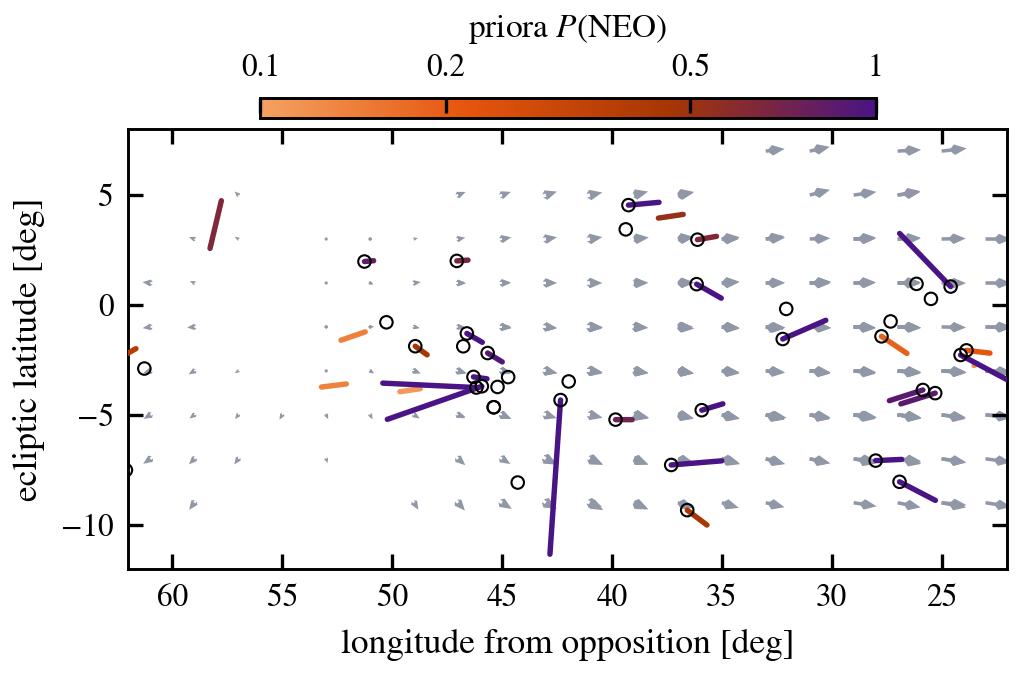 priora P(NEO)
0.1 0.2 0.5 1
ecliptic latitude [deg]
5
0
−5
−10
60 55 50 45 40 35 30 25
longitude from opposition [deg]